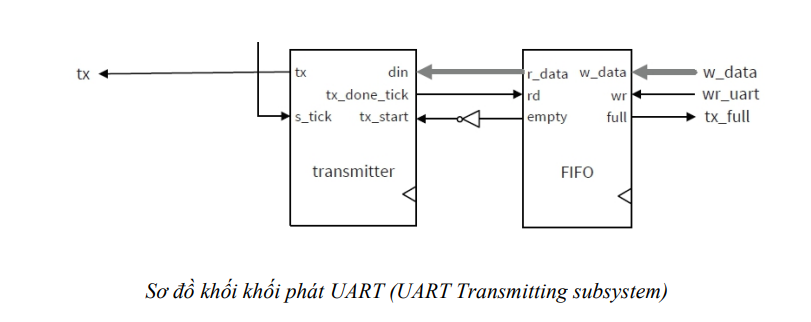 tx
tx din
tx_done_tick
s_tick tx_start
transmitter
r_data w_data
rd wr
empty full
FIFO
w_data
wr_uart
tx_full
Sơ đồ khối khối phát UART (UART Transmitting subsystem)